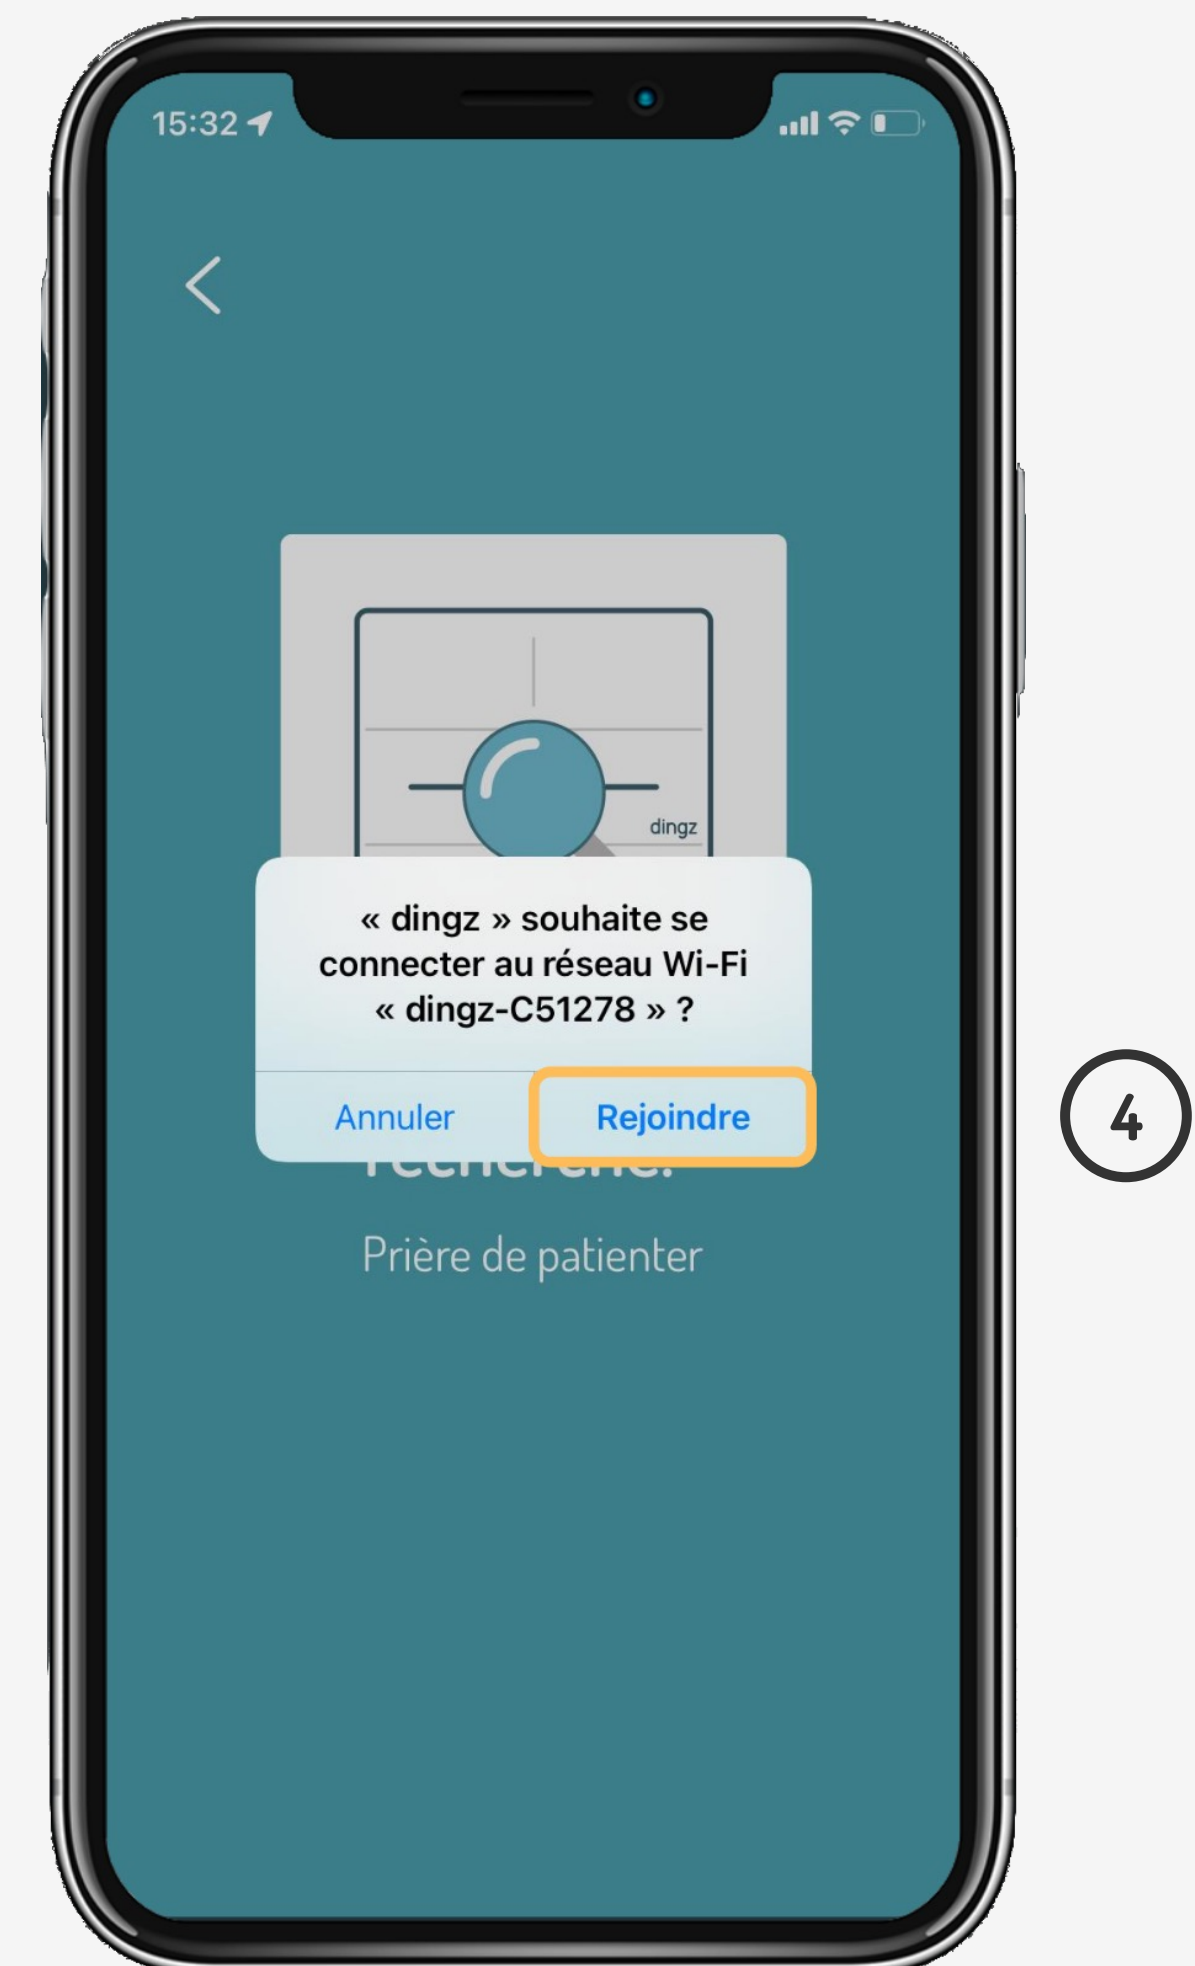 15:32
dingz
« dingz » souhaite se
connecter au réseau Wi-Fi
« dingz-C51278 » ?
Annuler
Rejoindre
4
Prière de patienter